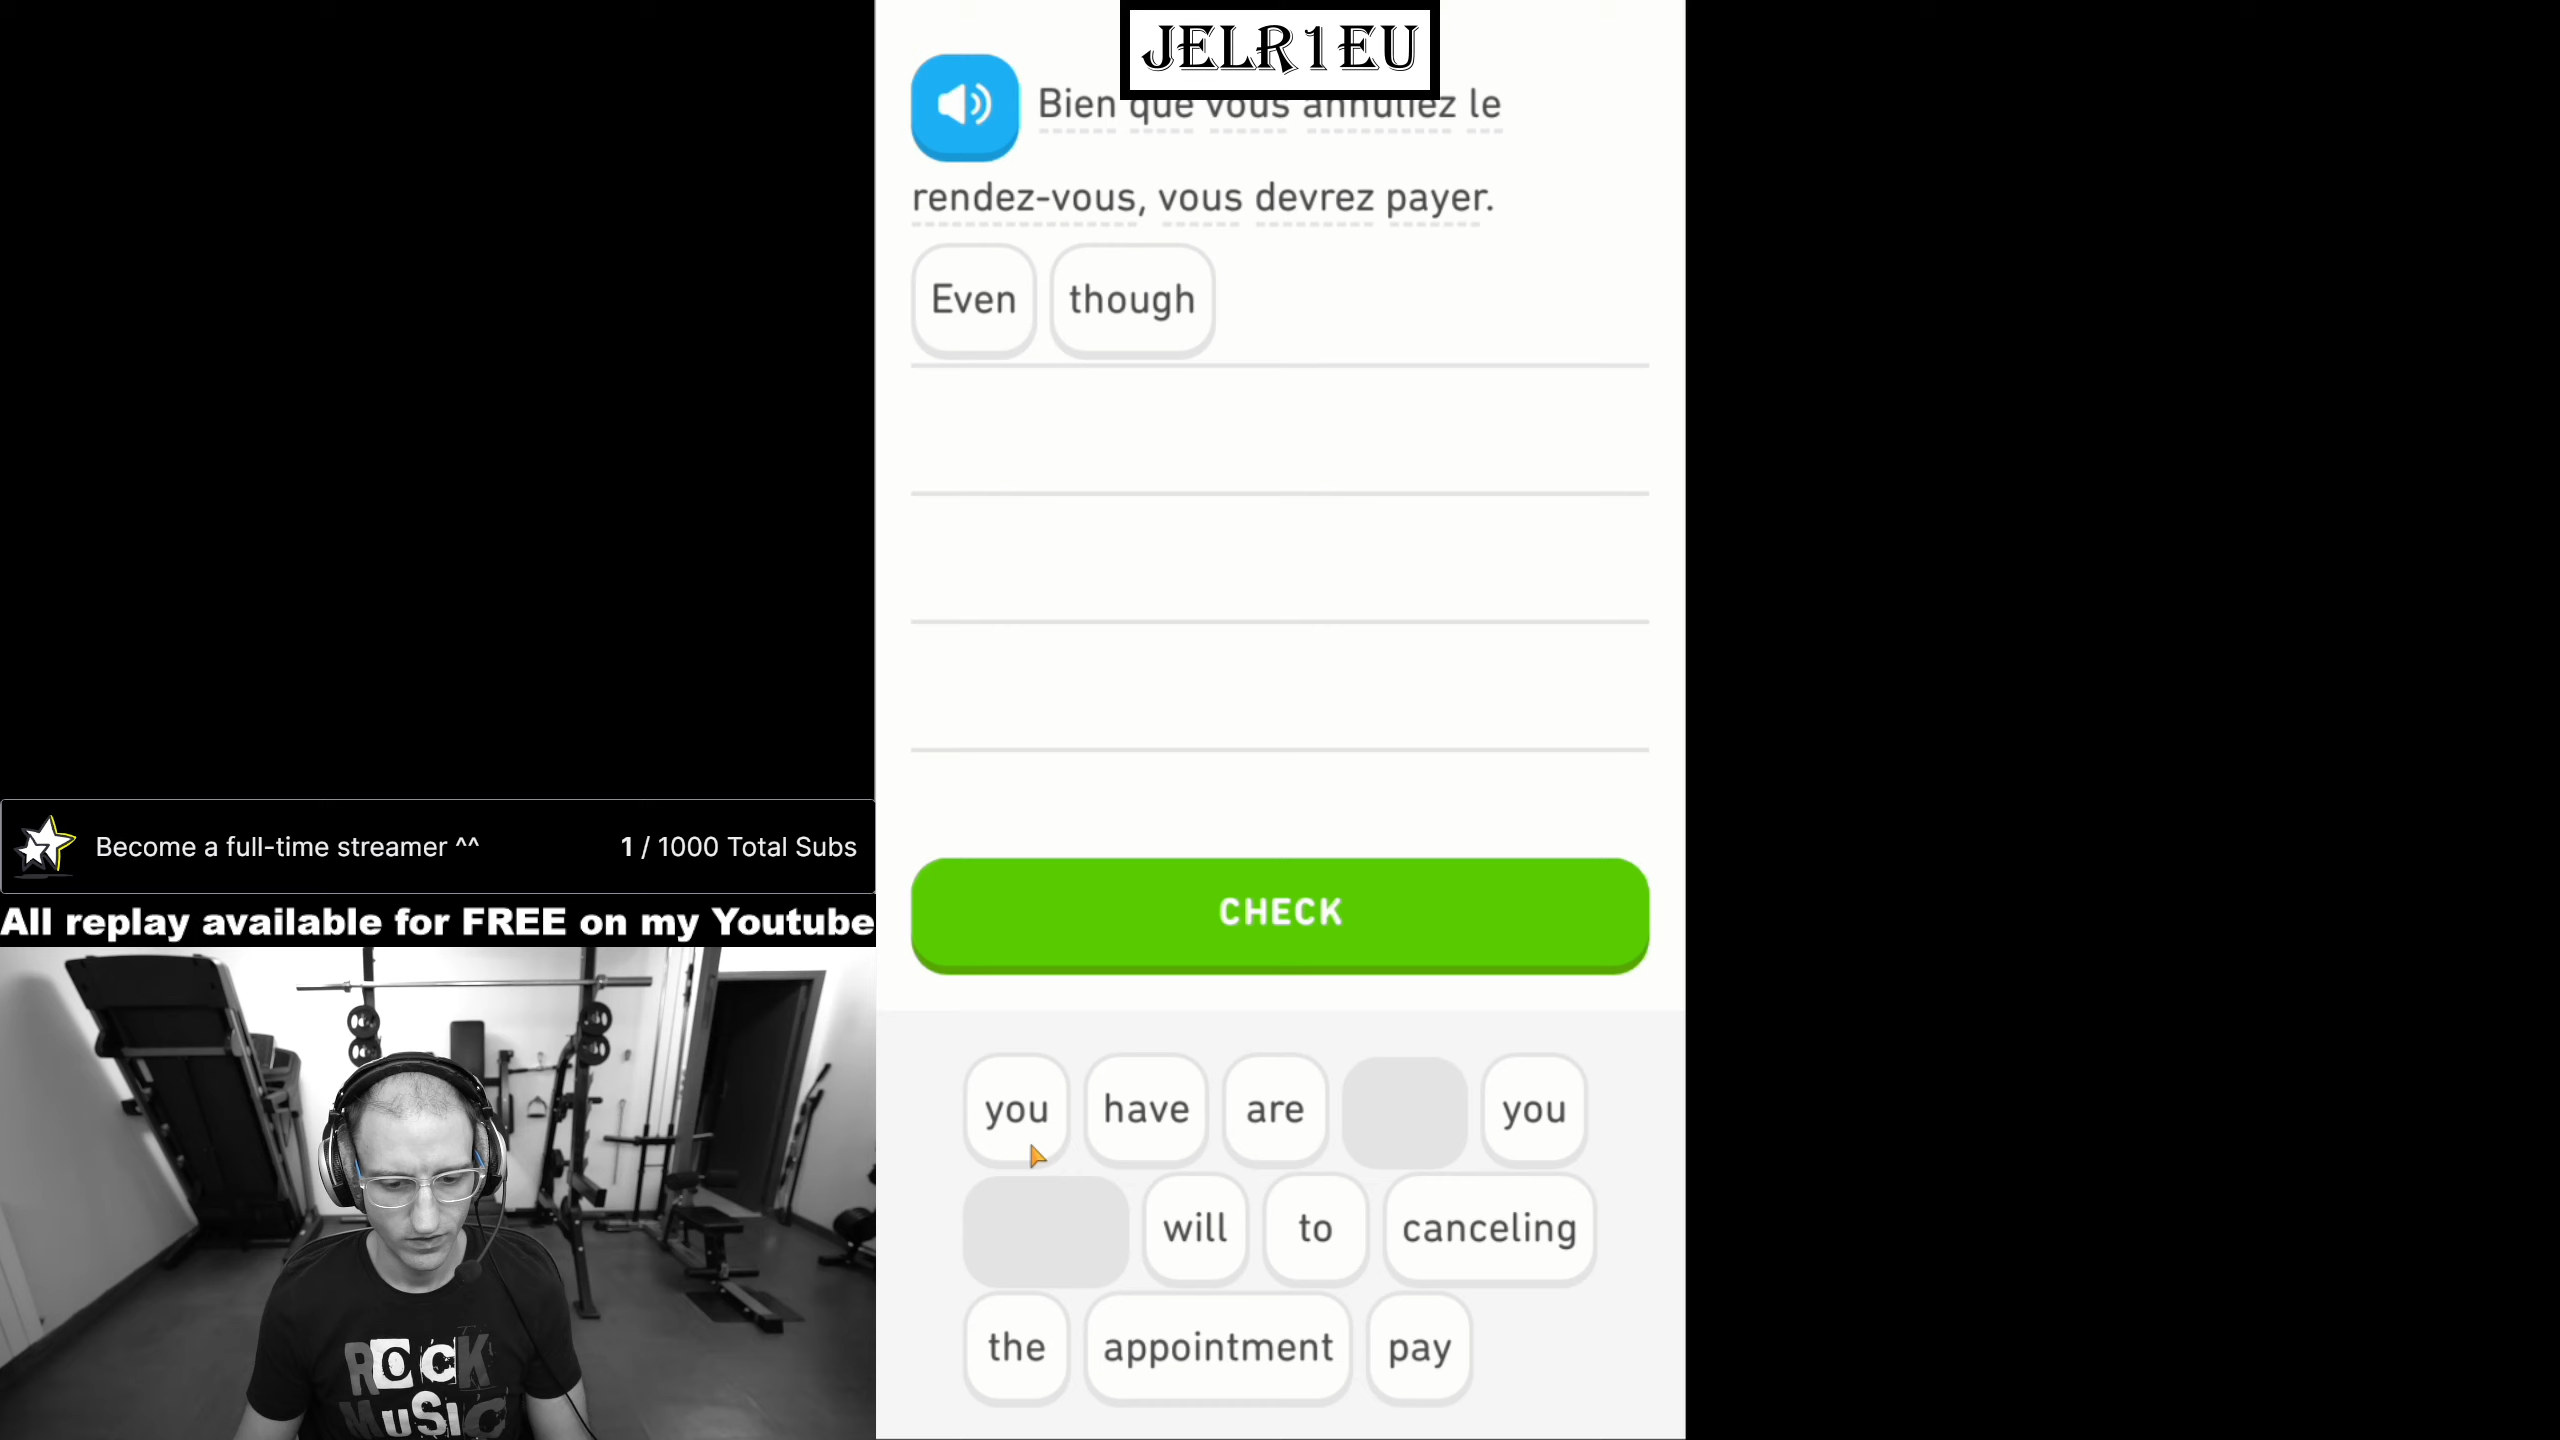 JELR1EU
Bien que vous annuliez le
rendez-vous, vous devrez payer.
Even though
CHECK
you have are you
will to canceling
the appointment pay
Become a full-time streamer ^^ 1 / 1000 Total Subs
All replay available for FREE on my Youtube
ROCK
MUSIC